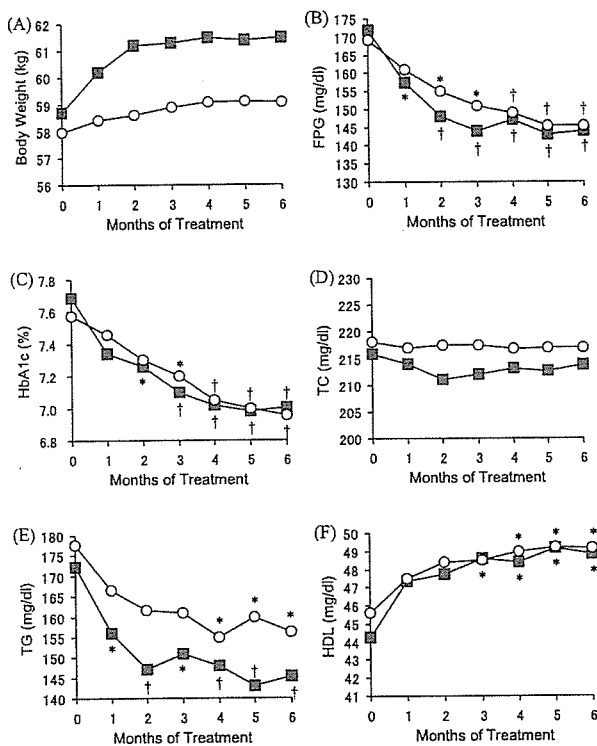 (A)
Body Weight (kg)
62
61
60
59
58
57
56
0 1 2 3 4 5 6
Months of Treatment
(B)
FPG (mg/dl)
175
170
165
160
155
150
145
140
135
130
* * † † †
* † † † † †
0 1 2 3 4 5 6
Months of Treatment
(C)
HbA1c (%)
7.8
7.6
7.4
7.2
7.0
6.8
* † † †
* † † † †
0 1 2 3 4 5 6
Months of Treatment
(D)
TC (mg/dl)
230
225
220
215
210
205
200
0 1 2 3 4 5 6
Months of Treatment
(E)
TG (mg/dl)
180
175
170
165
160
155
150
145
140
* * *
* † * † † †
0 1 2 3 4 5 6
Months of Treatment
(F)
HDL (mg/dl)
50
49
48
47
46
45
44
43
42
41
* * *
* * * *
0 1 2 3 4 5 6
Months of Treatment